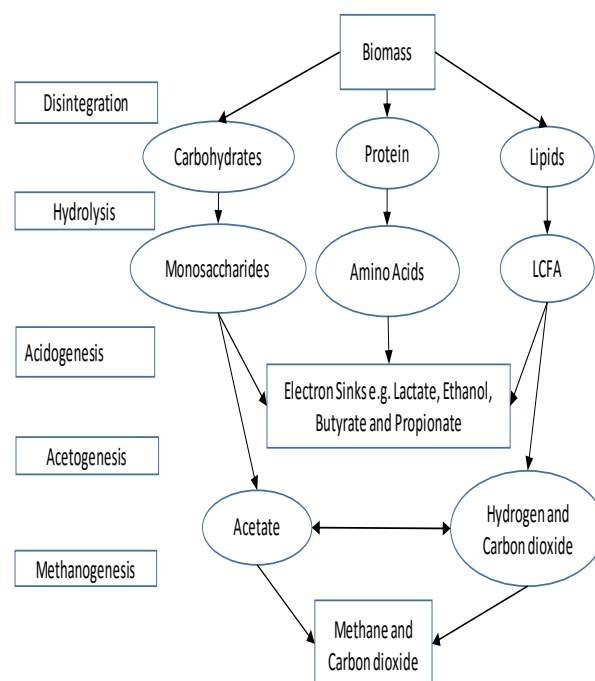 Biomass
Disintegration
Carbohydrates
Protein
Lipids
Hydrolysis
Monosaccharides
Amino Acids
LCFA
Acidogenesis
Electron Sinks e.g. Lactate, Ethanol,
Butyrate and Propionate
Acetogenesis
Acetate
Hydrogen and
Carbon dioxide
Methanogenesis
Methane and
Carbon dioxide